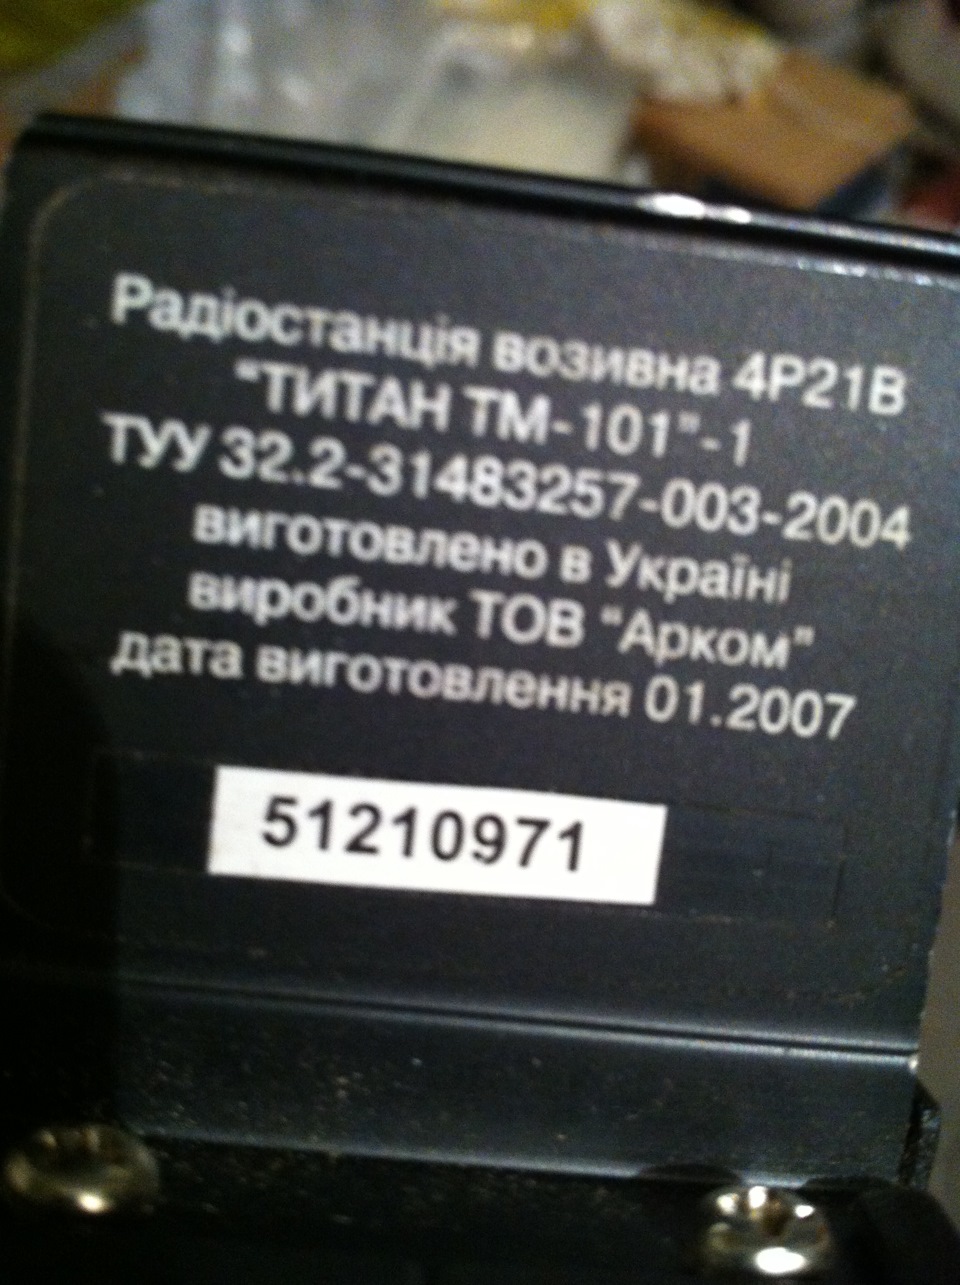 Радіостанція возивна 4Р21В
"ТИТАН ТМ-101"-1
ТУУ 32.2-31483257-003-2004
виготовлено в Україні
виробник ТОВ "Арком"
дата виготовлення 01.2007
51210971